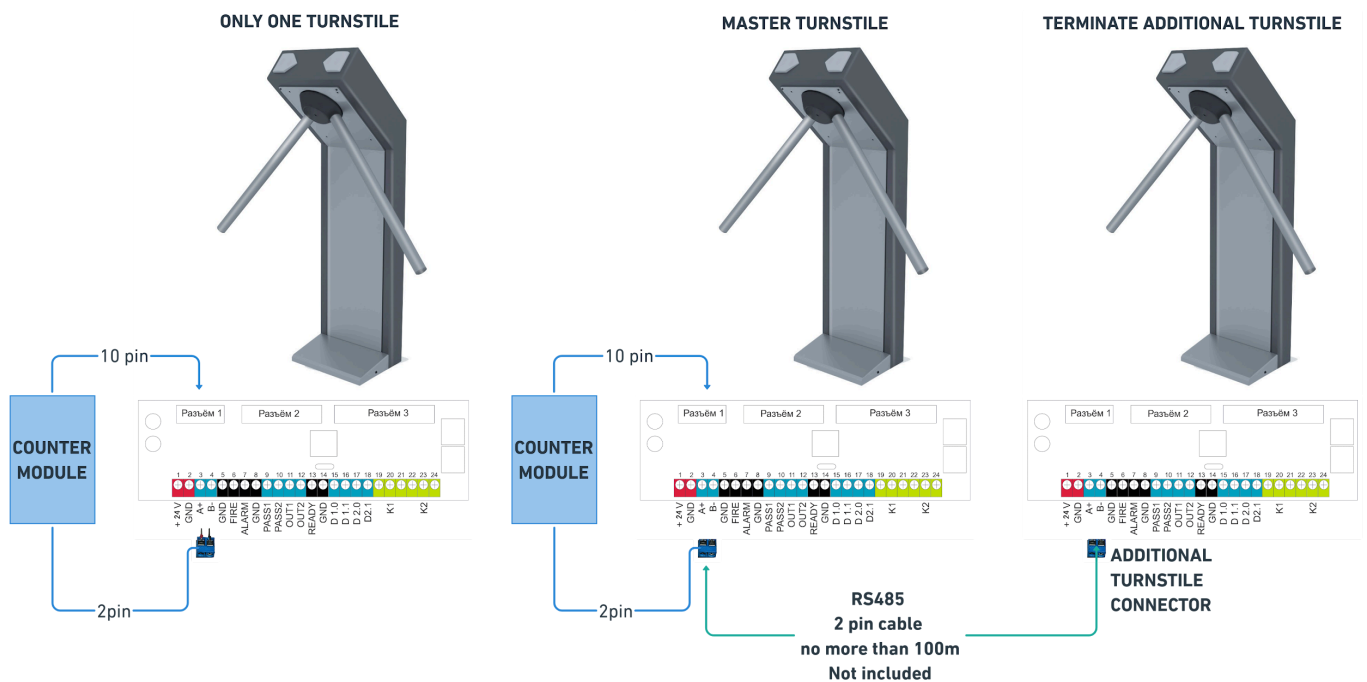 ONLY ONE TURNSTILE
10 pin
COUNTER
MODULE
2pin
Разъём 1
Разъём 2
Разъём 3
1 2 3 4 5 6 7 8 9 10 11 12 13 14 15 16 17 18 19 20 21 22 23 24
+ 24 V
GND
A+
B-
GND
FIRE
ALARM
GND
PASS1
PASS2
OUT1
OUT2
READY
GND
D 1.0
D 1.1
D 2.0
D2.1
K1
K2
MASTER TURNSTILE
10 pin
COUNTER
MODULE
2pin
Разъём 1
Разъём 2
Разъём 3
1 2 3 4 5 6 7 8 9 10 11 12 13 14 15 16 17 18 19 20 21 22 23 24
+ 24 V
GND
A+
B-
GND
FIRE
ALARM
GND
PASS1
PASS2
OUT1
OUT2
READY
GND
D 1.0
D 1.1
D 2.0
D2.1
K1
K2
TERMINATE ADDITIONAL TURNSTILE
Разъём 1
Разъём 2
Разъём 3
1 2 3 4 5 6 7 8 9 10 11 12 13 14 15 16 17 18 19 20 21 22 23 24
+ 24 V
GND
A+
B-
GND
FIRE
ALARM
GND
PASS1
PASS2
OUT1
OUT2
READY
GND
D 1.0
D 1.1
D 2.0
D2.1
K1
K2
ADDITIONAL
TURNSTILE
CONNECTOR
RS485
2 pin cable
no more than 100m
Not included